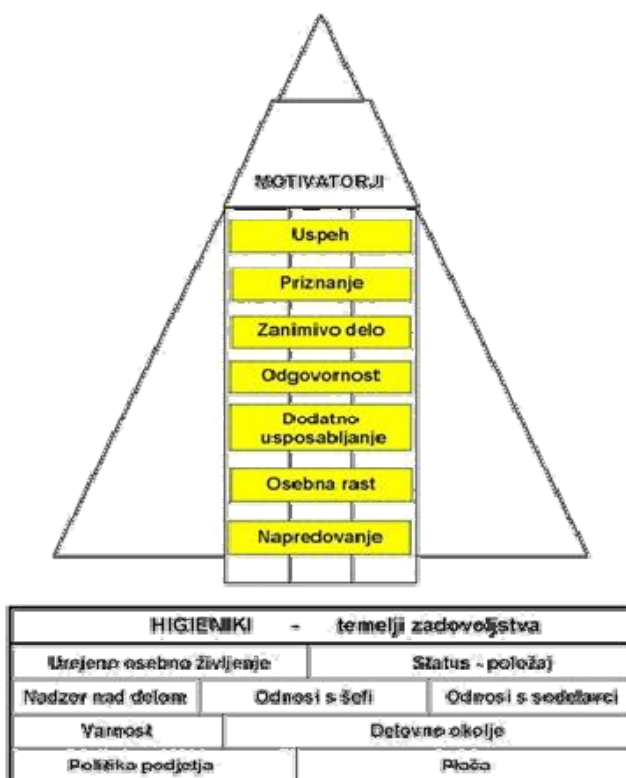 MOTIVATORJI
Uspeh
Priznanje
Zanimivo delo
Odgovornost
Dodatno
usposabljanje
Osebna rast
Napredovanje
HIGIENIKI - temelji zadovoljstva
Urejeno osebno življenje Status - položaj
Nadzor nad delom Odnosi s šefi Odnosi s sodelavci
Varnost Delovno okolje
Politika podjetja Plača